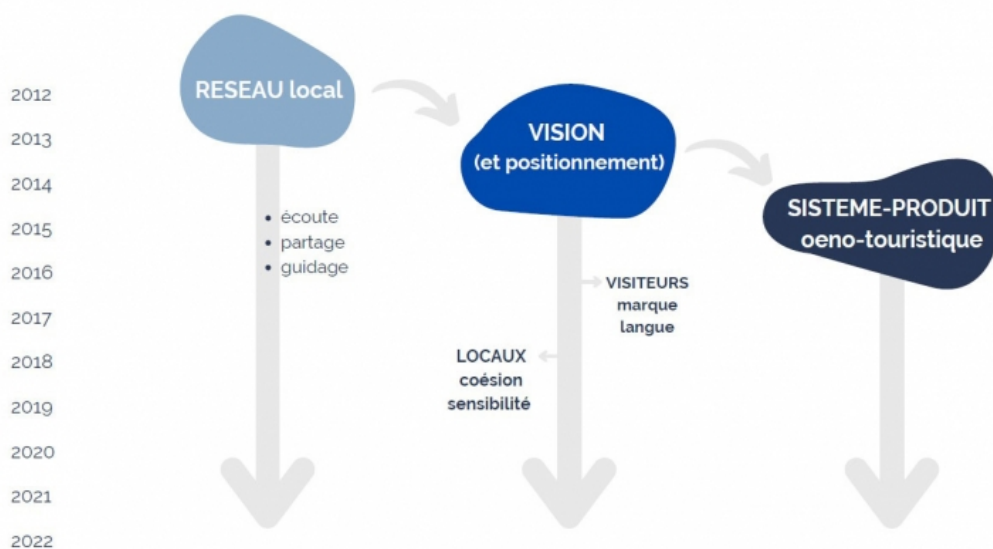 2012
2013
2014
2015
2016
2017
2018
2019
2020
2021
2022
RESEAU local
• écoute
• partage
• guidage
VISION
(et positionnement)
VISITEURS
marque
langue
LOCAUX
coésion
sensibilité
SISTEME-PRODUIT
oeno-touristique